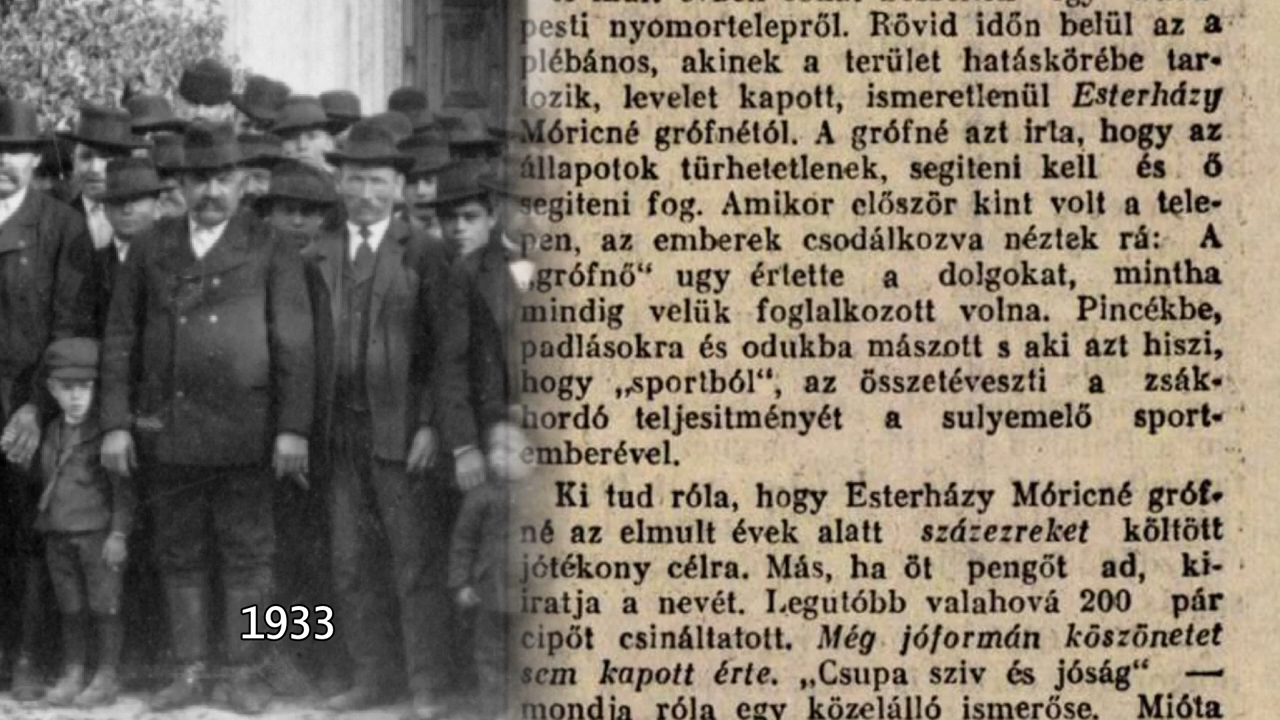 pesti nyomortelepről. Rövid időn belül az a
plébános, akinek a terület hatáskörébe tar-
tozik, levelet kapott, ismeretlenül Esterházy
Móricné grófnétól. A grófné azt irta, hogy az
állapotok türhetetlenek, segiteni kell és ő
segiteni fog. Amikor először kint volt a tele-
pen, az emberek csodálkozva néztek rá: A
„grófnő“ ugy értette a dolgokat, mintha
mindig velük foglalkozott volna. Pincékbe,
padlásokra és odukba mászott s aki azt hiszi,
hogy „sportból“, az összetéveszti a zsák-
hordó teljesitményét a sulyemelő sport-
emberével.
Ki tud róla, hogy Esterházy Móricné gróf-
né az elmult évek alatt százezreket költött
jótékony célra. Más, ha öt pengőt ad, ki-
iratja a nevét. Legutóbb valahová 200 pár
cipőt csináltatott. Még jóformán köszönetet
sem kapott érte. „Csupa sziv és jóság“ —
mondja róla egy közelálló ismerőse. Mióta
1933